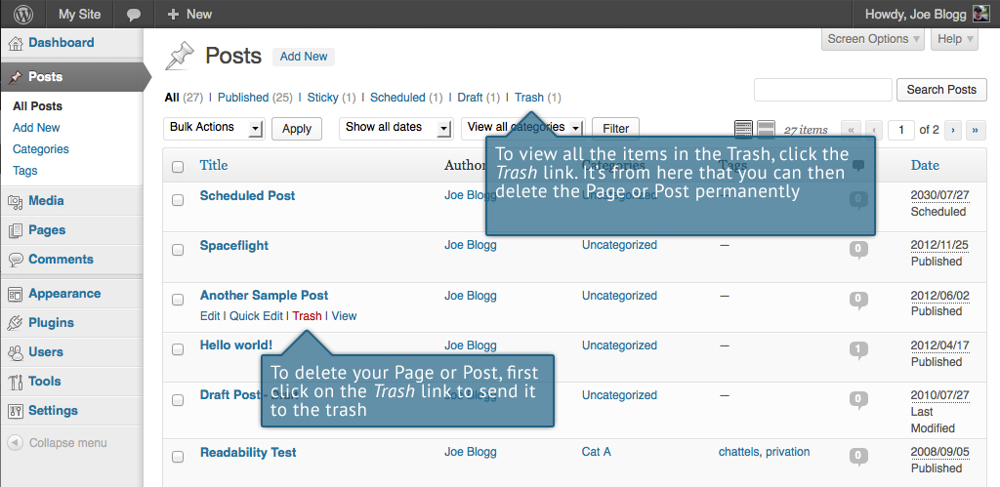 My Site
New
Howdy, Joe Blogg
Dashboard
Posts
All Posts
Add New
Categories
Tags
Media
Pages
Comments
Appearance
Plugins
Users
Tools
Settings
Collapse menu
Posts Add New
Screen Options Help
All (27) | Published (25) | Sticky (1) | Scheduled (1) | Draft (1) | Trash (1)
Search Posts
Bulk Actions Apply Show all dates View all categories Filter 27 items « ‹ 1 of 2 › »
Title Author Categories Tags Date
To view all the items in the Trash, click the
Trash link. It's from here that you can then
delete the Page or Post permanently
Scheduled Post Joe Blogg Uncategorized 0 2030/07/27
Scheduled
Spaceflight Joe Blogg Uncategorized — 0 2012/11/25
Published
Another Sample Post Joe Blogg Uncategorized — 0 2012/06/02
Edit | Quick Edit | Trash | View Published
Hello world! Joe Blogg Uncategorized — 1 2012/04/17
Published
To delete your Page or Post, first
click on the Trash link to send it
to the trash
Draft Post - Joe Blogg Uncategorized — 0 2010/07/27
Last
Modified
Readability Test Joe Blogg Cat A chattels, privation 0 2008/09/05
Published